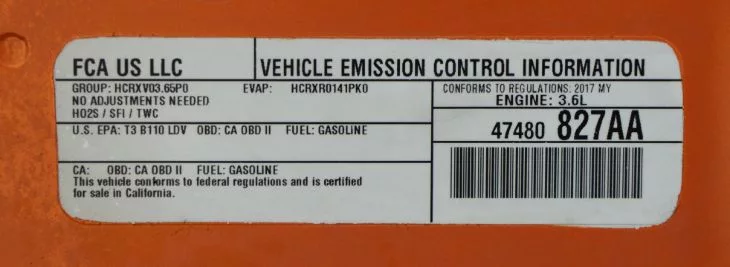 FCA US LLC
VEHICLE EMISSION CONTROL INFORMATION
GROUP: HCRXV03.65P0 EVAP: HCRXR0141PK0
NO ADJUSTMENTS NEEDED
HO2S / SFI / TWC
U.S. EPA: T3 B110 LDV OBD: CA OBD II FUEL: GASOLINE
CA: OBD: CA OBD II FUEL: GASOLINE
This vehicle conforms to federal regulations and is certified
for sale in California.
CONFORMS TO REGULATIONS: 2017 MY
ENGINE: 3.6L
47480 827AA